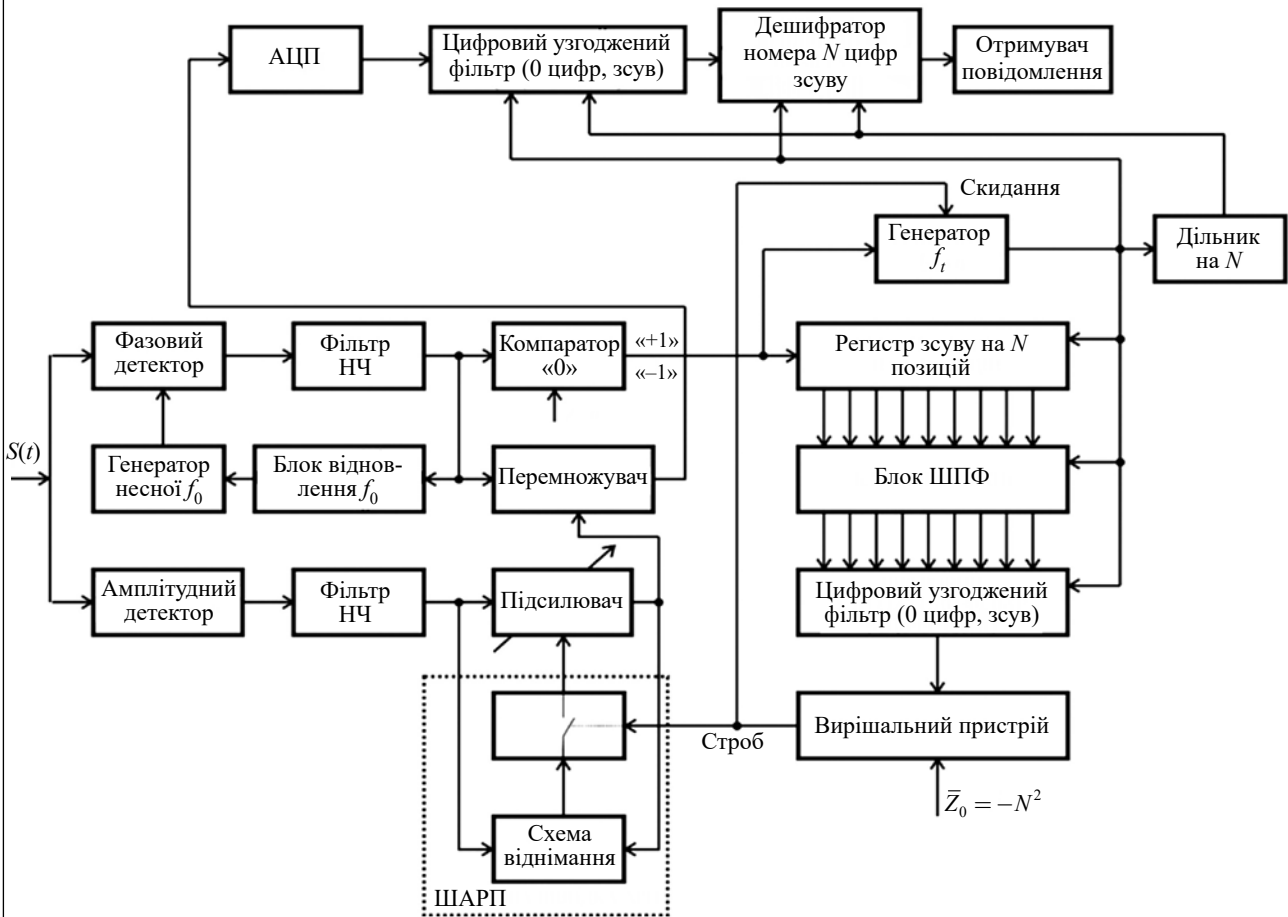 АЦП
Цифровий узгоджений
фільтр (0 цифр, зсув)
Дешифратор
номера N цифр
зсуву
Отримувач
повідомлення
Скидання
Генератор
f_t
Дільник
на N
Фазовий
детектор
Фільтр
НЧ
Компаратор
«0»
«+1»
«–1»
Регистр зсуву на N
позицій
S(t)
Генератор
несної f_0
Блок віднов-
лення f_0
Перемножувач
Блок ШПФ
Амплітудний
детектор
Фільтр
НЧ
Підсилювач
Цифровий узгоджений
фільтр (0 цифр, зсув)
Строб
Вирішальний пристрій
Z̅_0 = –N^2
Схема
віднімання
ШАРП